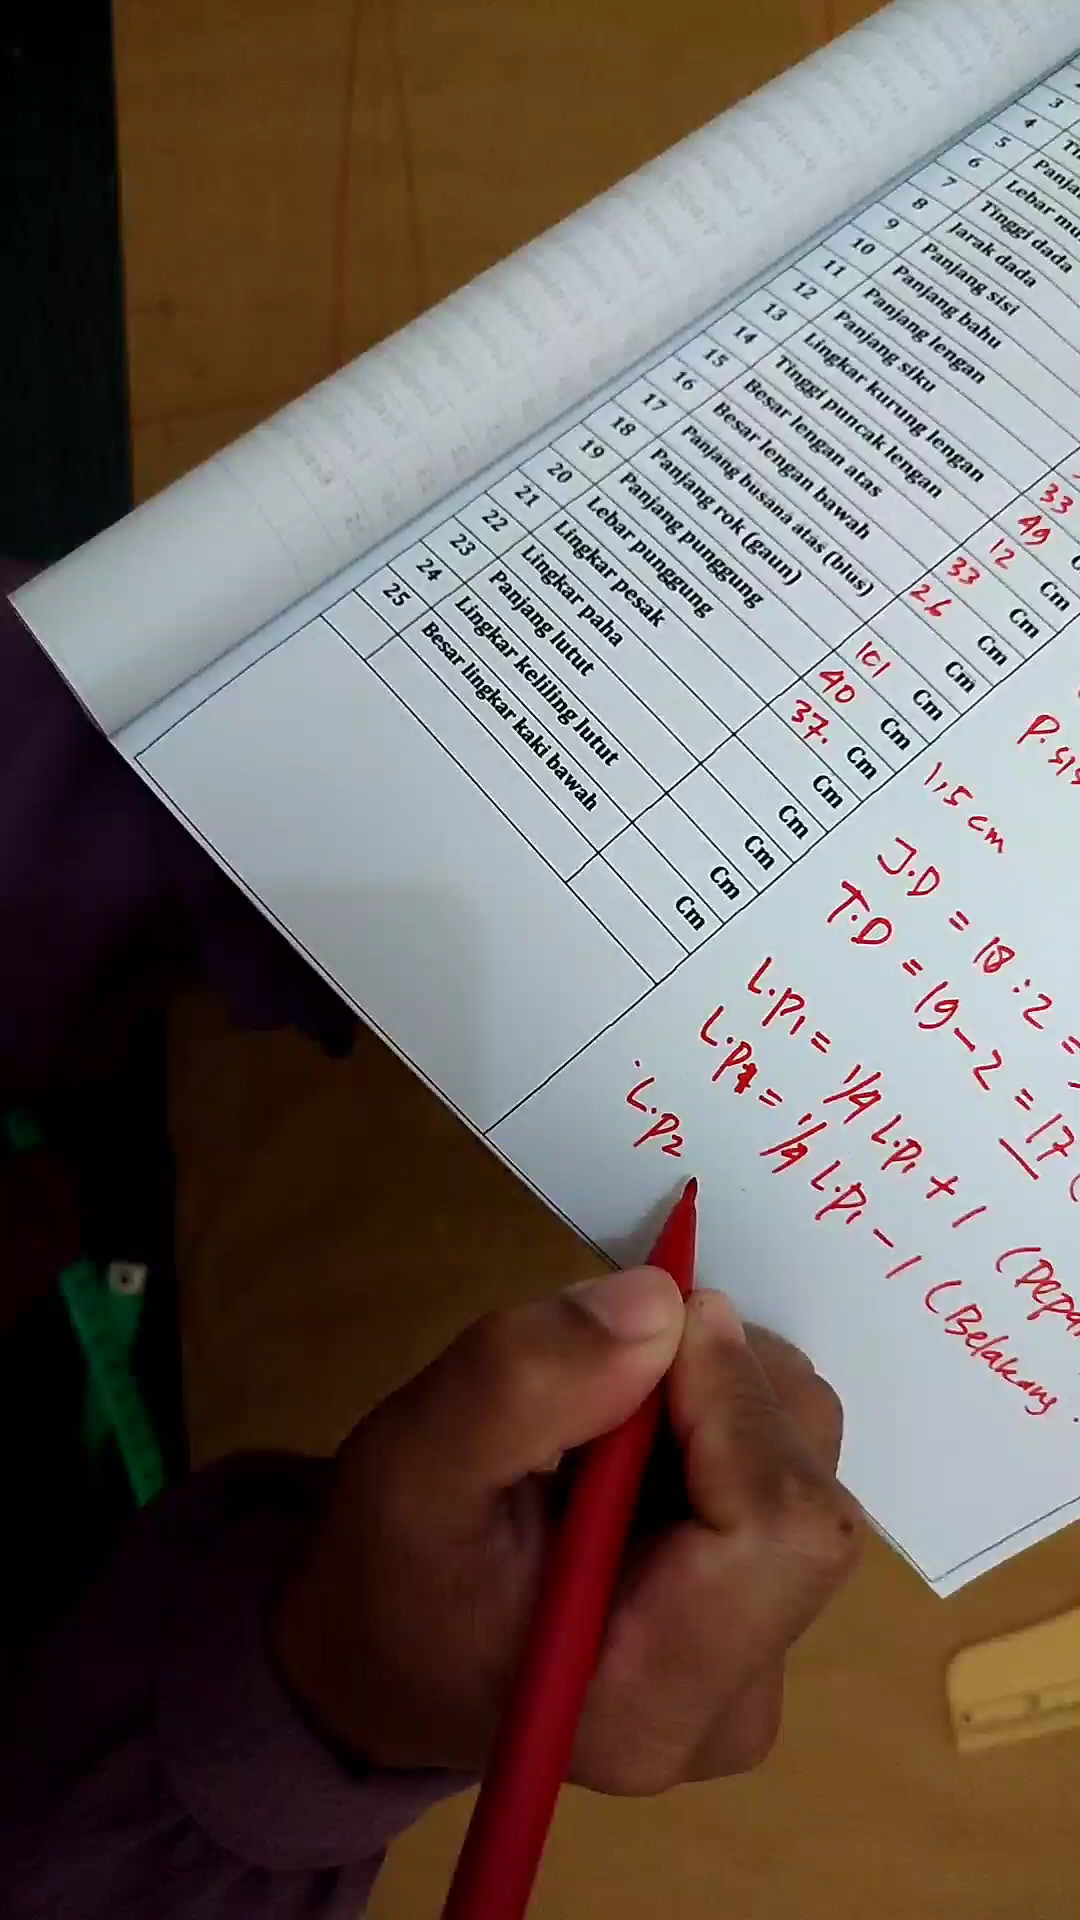 3
4
5 Panja
6 Lebar mu
7 Tinggi dada
8 Jarak dada
9 Panjang sisi
10 Panjang bahu
11 Panjang lengan
12 Panjang siku
13 Lingkar kurung lengan 33
14 Tinggi puncak lengan 49
15 Besar lengan atas 12 Cm
16 Besar lengan bawah 33 Cm
17 Panjang busana atas (blus) 26 Cm
18 Panjang rok (gaun) 101 Cm
19 Panjang punggung 40 Cm
20 Lebar punggung 37. Cm
21 Lingkar pesak Cm
22 Lingkar paha Cm
23 Panjang lutut Cm
24 Lingkar keliling lutut Cm
25 Besar lingkar kaki bawah Cm
P.sis
1,5 cm
J.D = 18 : 2 =
T.D = 19 - 2 = 17
L.P1 = 1/4 L.P1 + 1 (Depan
= 1/4 L.P1 - 1 (Belakang.
L.P2